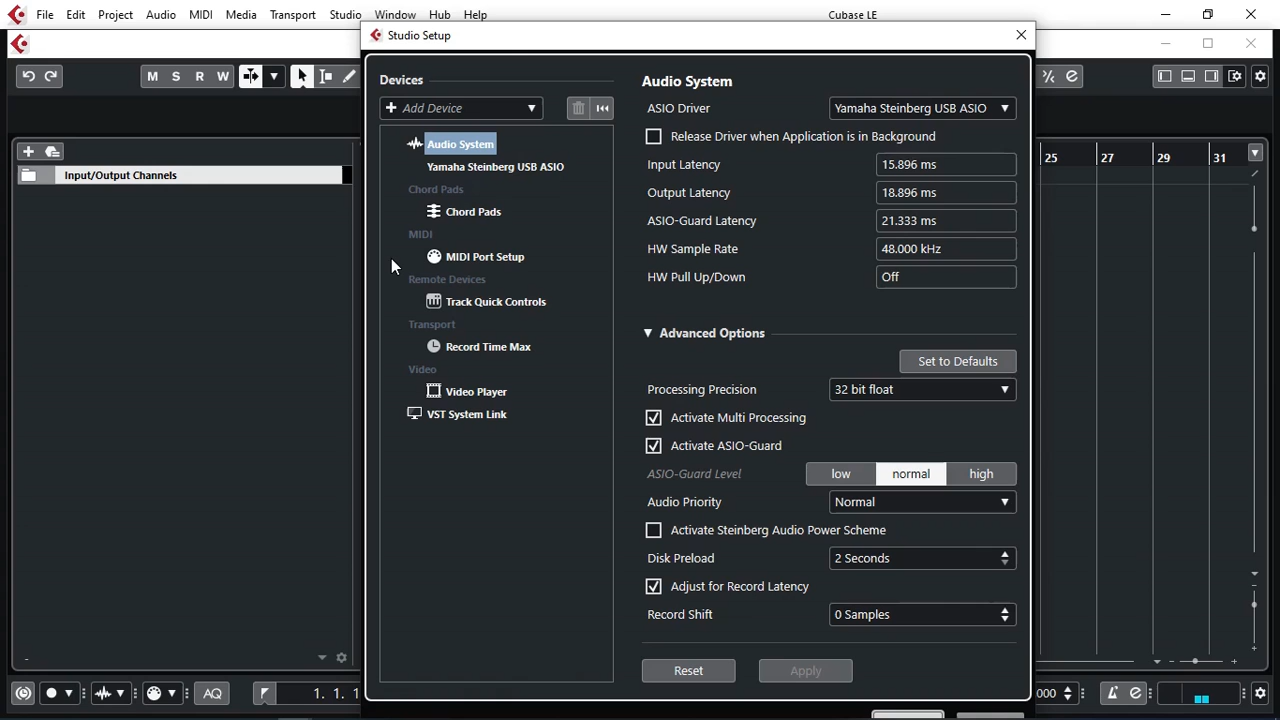 File Edit Project Audio MIDI Media Transport Studio Window Hub Help Cubase LE
Studio Setup
M S R W
Devices
Add Device
Audio System
Yamaha Steinberg USB ASIO
Chord Pads
Chord Pads
MIDI
MIDI Port Setup
Remote Devices
Track Quick Controls
Transport
Record Time Max
Video
Video Player
VST System Link
Audio System
ASIO Driver Yamaha Steinberg USB ASIO
Release Driver when Application is in Background
Input Latency 15.896 ms
Output Latency 18.896 ms
ASIO-Guard Latency 21.333 ms
HW Sample Rate 48.000 kHz
HW Pull Up/Down Off
Advanced Options
Set to Defaults
Processing Precision 32 bit float
Activate Multi Processing
Activate ASIO-Guard
ASIO-Guard Level low normal high
Audio Priority Normal
Activate Steinberg Audio Power Scheme
Disk Preload 2 Seconds
Adjust for Record Latency
Record Shift 0 Samples
Reset Apply
Input/Output Channels
25 27 29 31
AQ 1. 1. 1 000